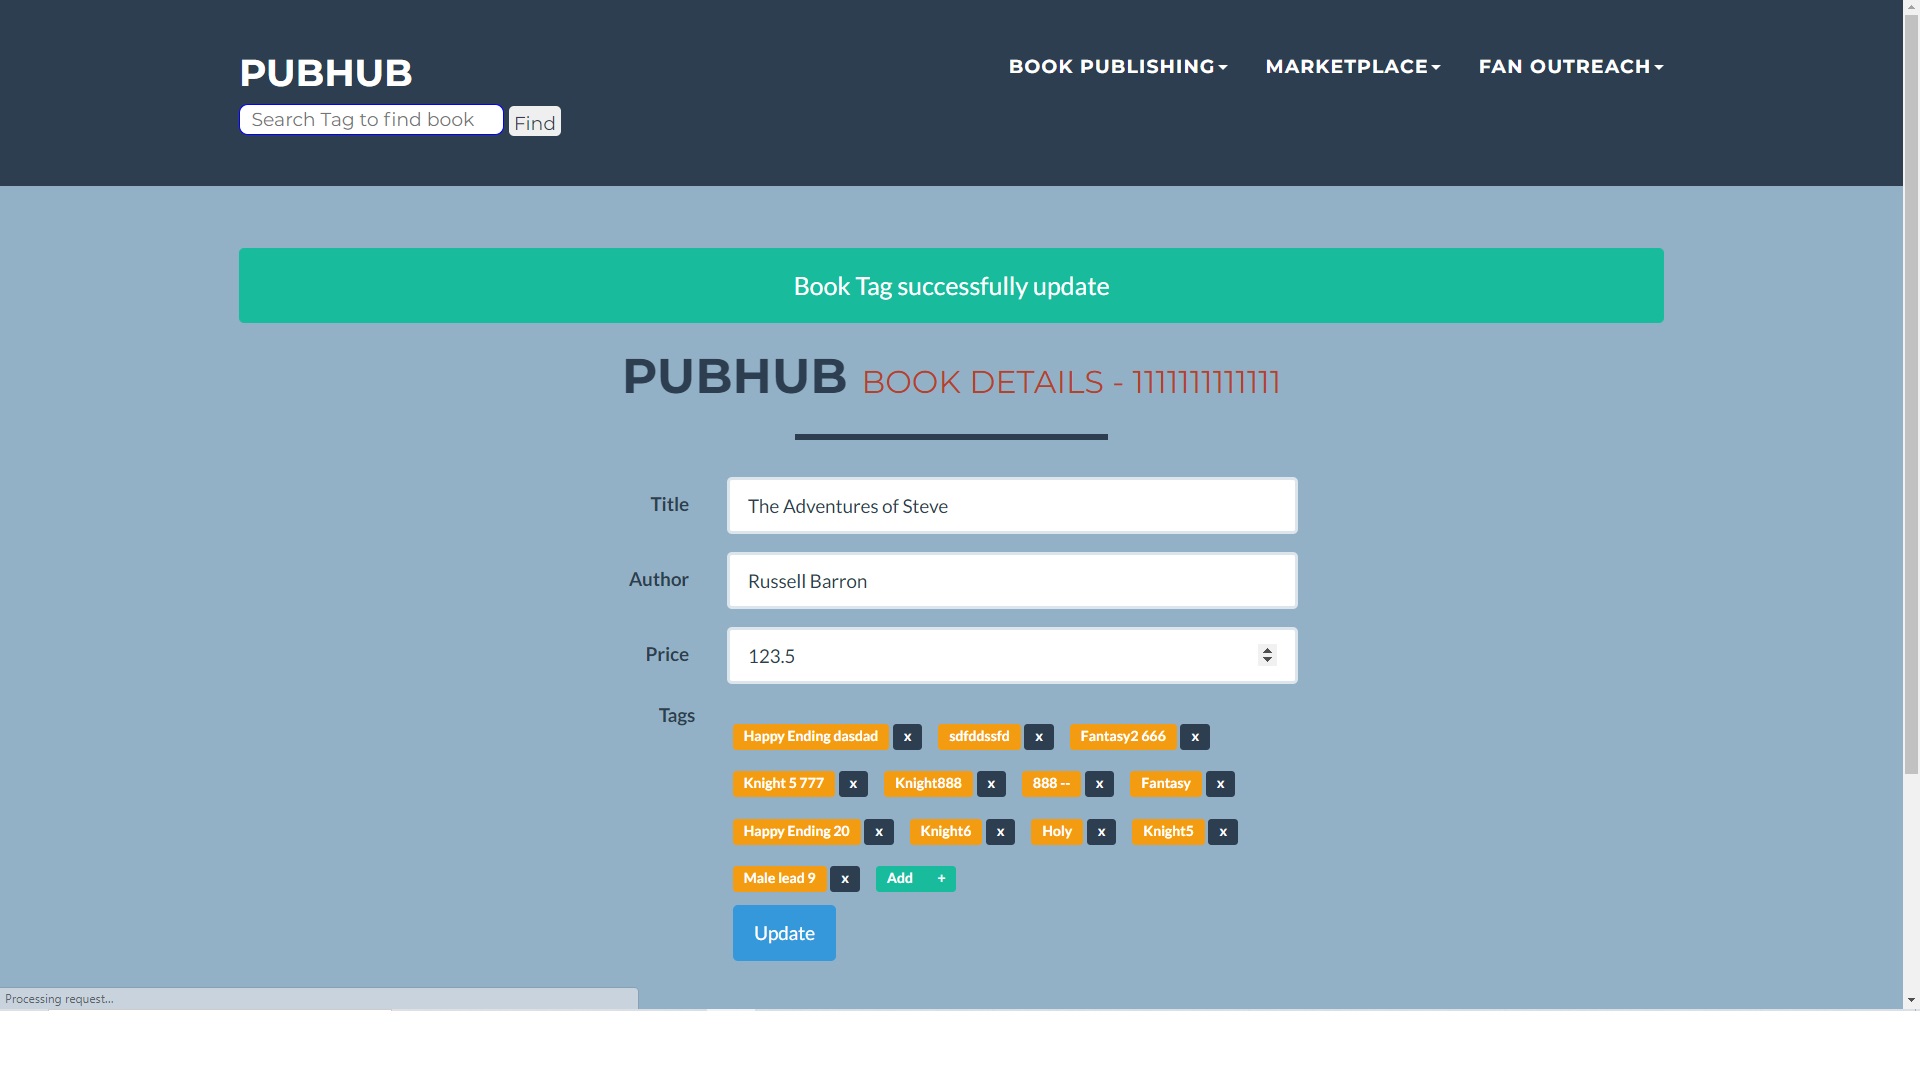 PUBHUB
BOOK PUBLISHING MARKETPLACE FAN OUTREACH
Search Tag to find book Find
Book Tag successfully update
PUBHUB BOOK DETAILS - 1111111111111
Title The Adventures of Steve
Author Russell Barron
Price 123.5
Tags
Happy Ending dasdad x sdfddssfd x Fantasy2 666 x
Knight 5 777 x Knight888 x 888 -- x Fantasy x
Happy Ending 20 x Knight6 x Holy x Knight5 x
Male lead 9 x Add +
Update
Processing request...